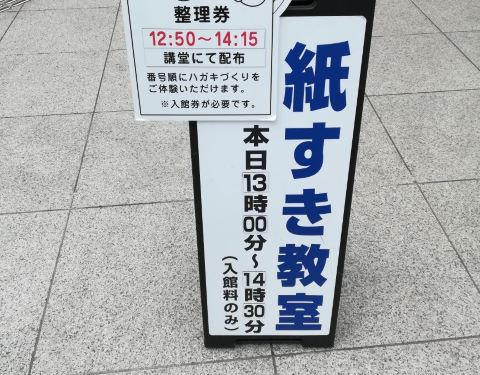 整理券
12:50〜14:15
講堂にて配布
番号順にハガキづくりを
ご体験いただけます。
※入館券が必要です。
紙すき教室
本日13時00分〜14時30分
(入館料のみ)